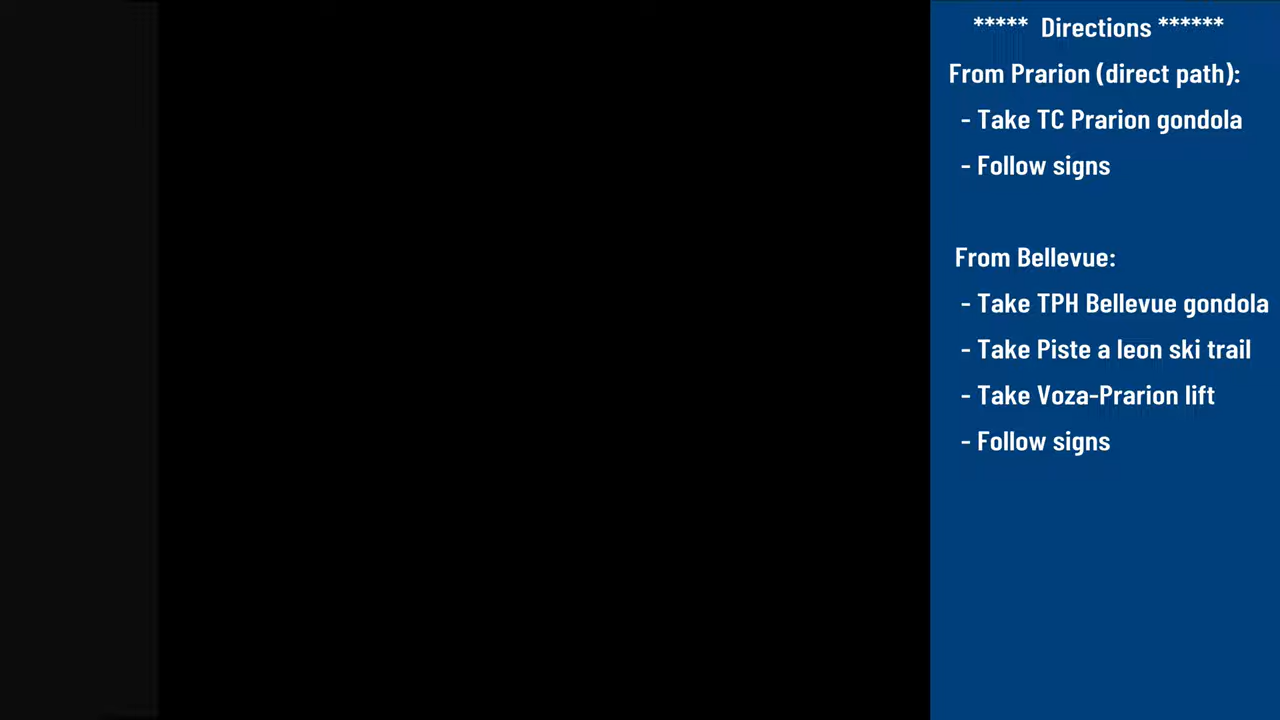 ***** Directions ******
From Prarion (direct path):
- Take TC Prarion gondola
- Follow signs
From Bellevue:
- Take TPH Bellevue gondola
- Take Piste a leon ski trail
- Take Voza-Prarion lift
- Follow signs